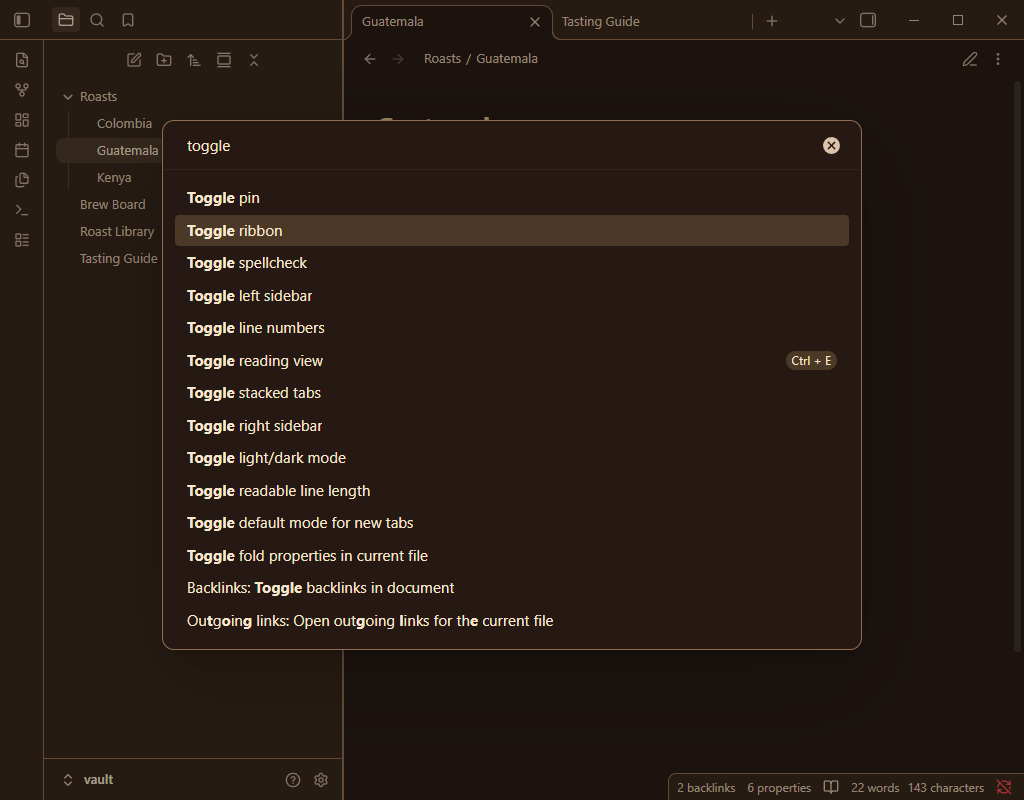 Guatemala
Tasting Guide
Roasts / Guatemala
Roasts
Colombia
Guatemala
Kenya
Brew Board
Roast Library
Tasting Guide
toggle
Toggle pin
Toggle ribbon
Toggle spellcheck
Toggle left sidebar
Toggle line numbers
Toggle reading view
Ctrl + E
Toggle stacked tabs
Toggle right sidebar
Toggle light/dark mode
Toggle readable line length
Toggle default mode for new tabs
Toggle fold properties in current file
Backlinks: Toggle backlinks in document
Outgoing links: Open outgoing links for the current file
vault
2 backlinks 6 properties 22 words 143 characters